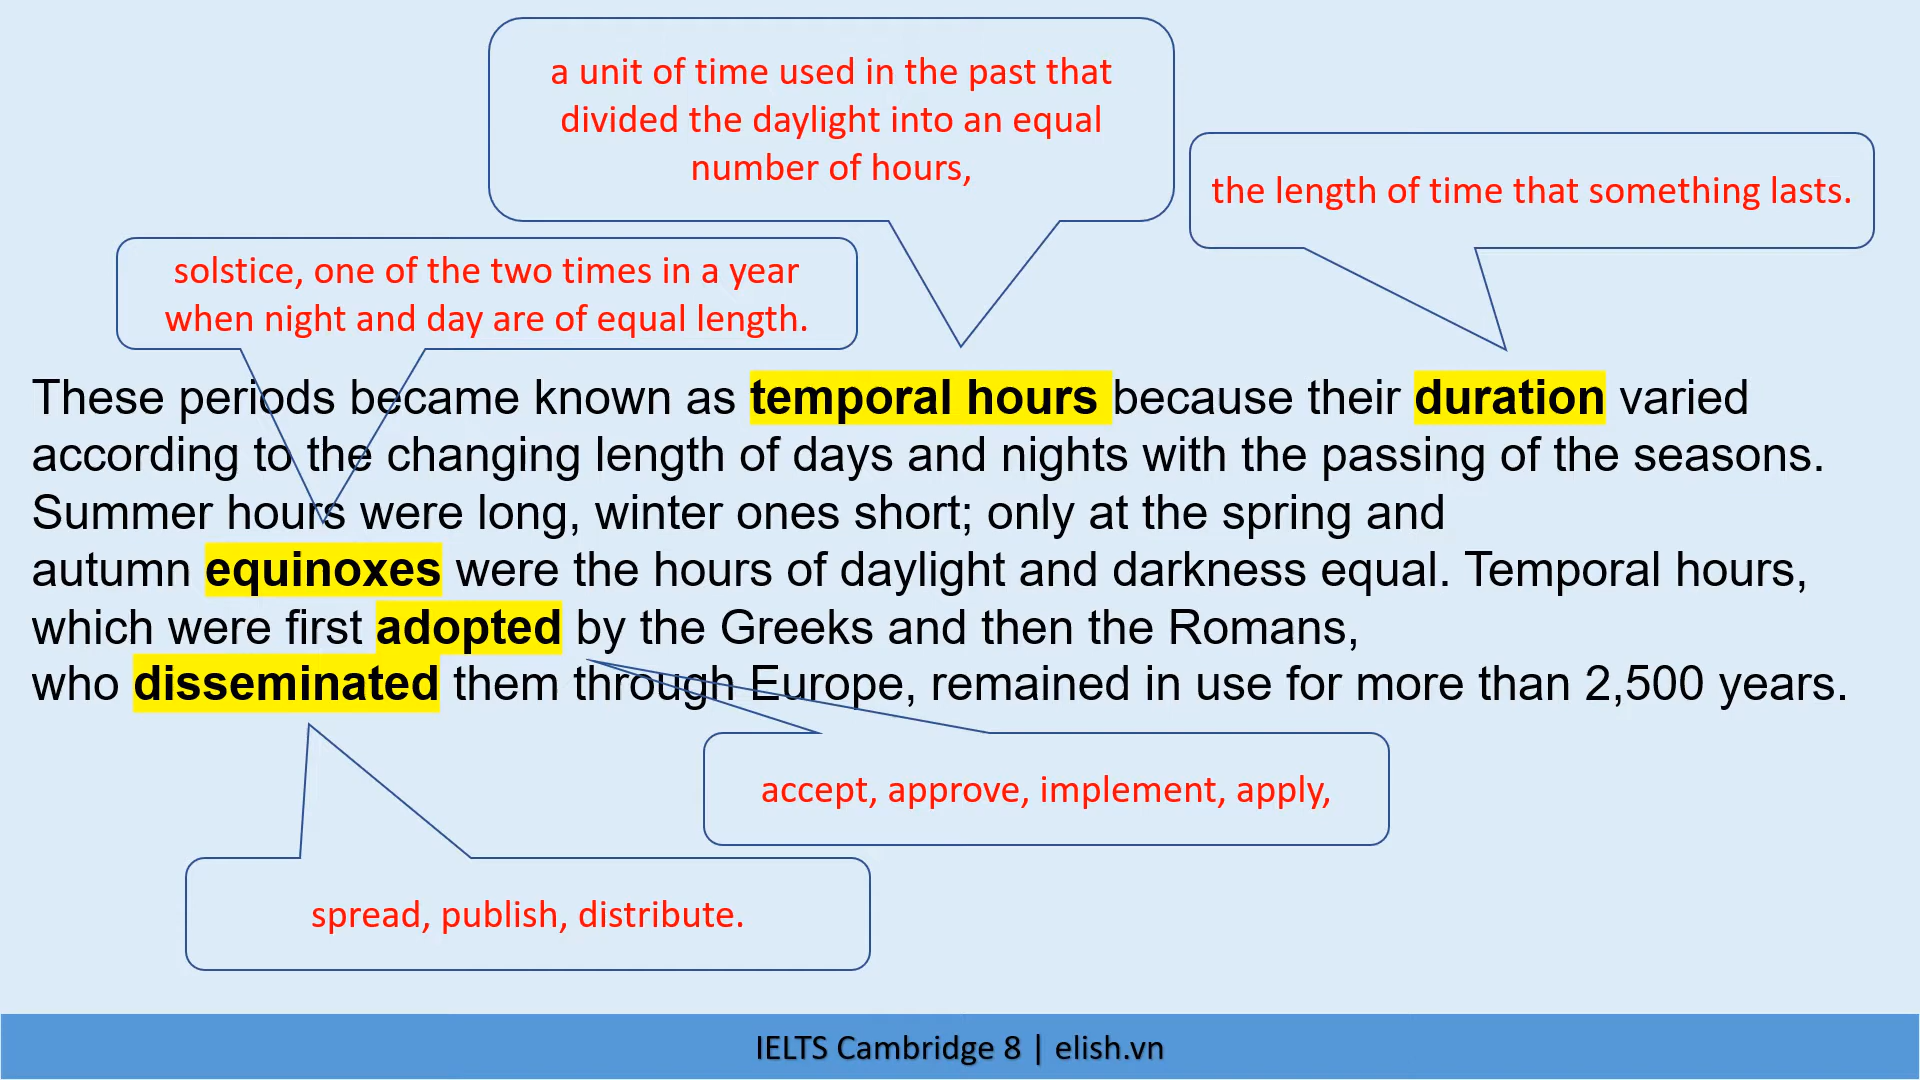 a unit of time used in the past that
divided the daylight into an equal
number of hours,
the length of time that something lasts.
solstice, one of the two times in a year
when night and day are of equal length.
These periods became known as temporal hours because their duration varied
according to the changing length of days and nights with the passing of the seasons.
Summer hours were long, winter ones short; only at the spring and
autumn equinoxes were the hours of daylight and darkness equal. Temporal hours,
which were first adopted by the Greeks and then the Romans,
who disseminated them through Europe, remained in use for more than 2,500 years.
accept, approve, implement, apply,
spread, publish, distribute.
IELTS Cambridge 8 | elish.vn